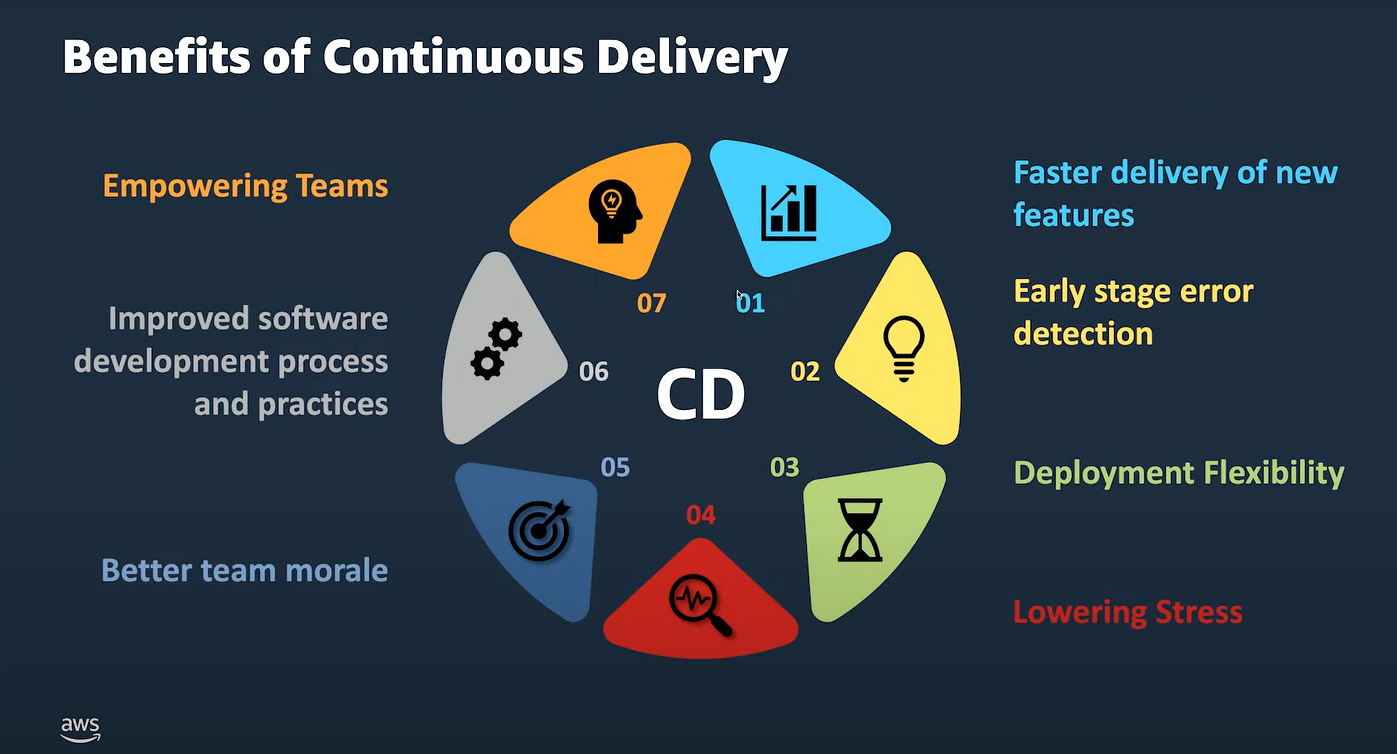 Benefits of Continuous Delivery
Empowering Teams
Improved software
development process
and practices
Better team morale
07
01
06
02
CD
05
03
04
Faster delivery of new
features
Early stage error
detection
Deployment Flexibility
Lowering Stress
aws